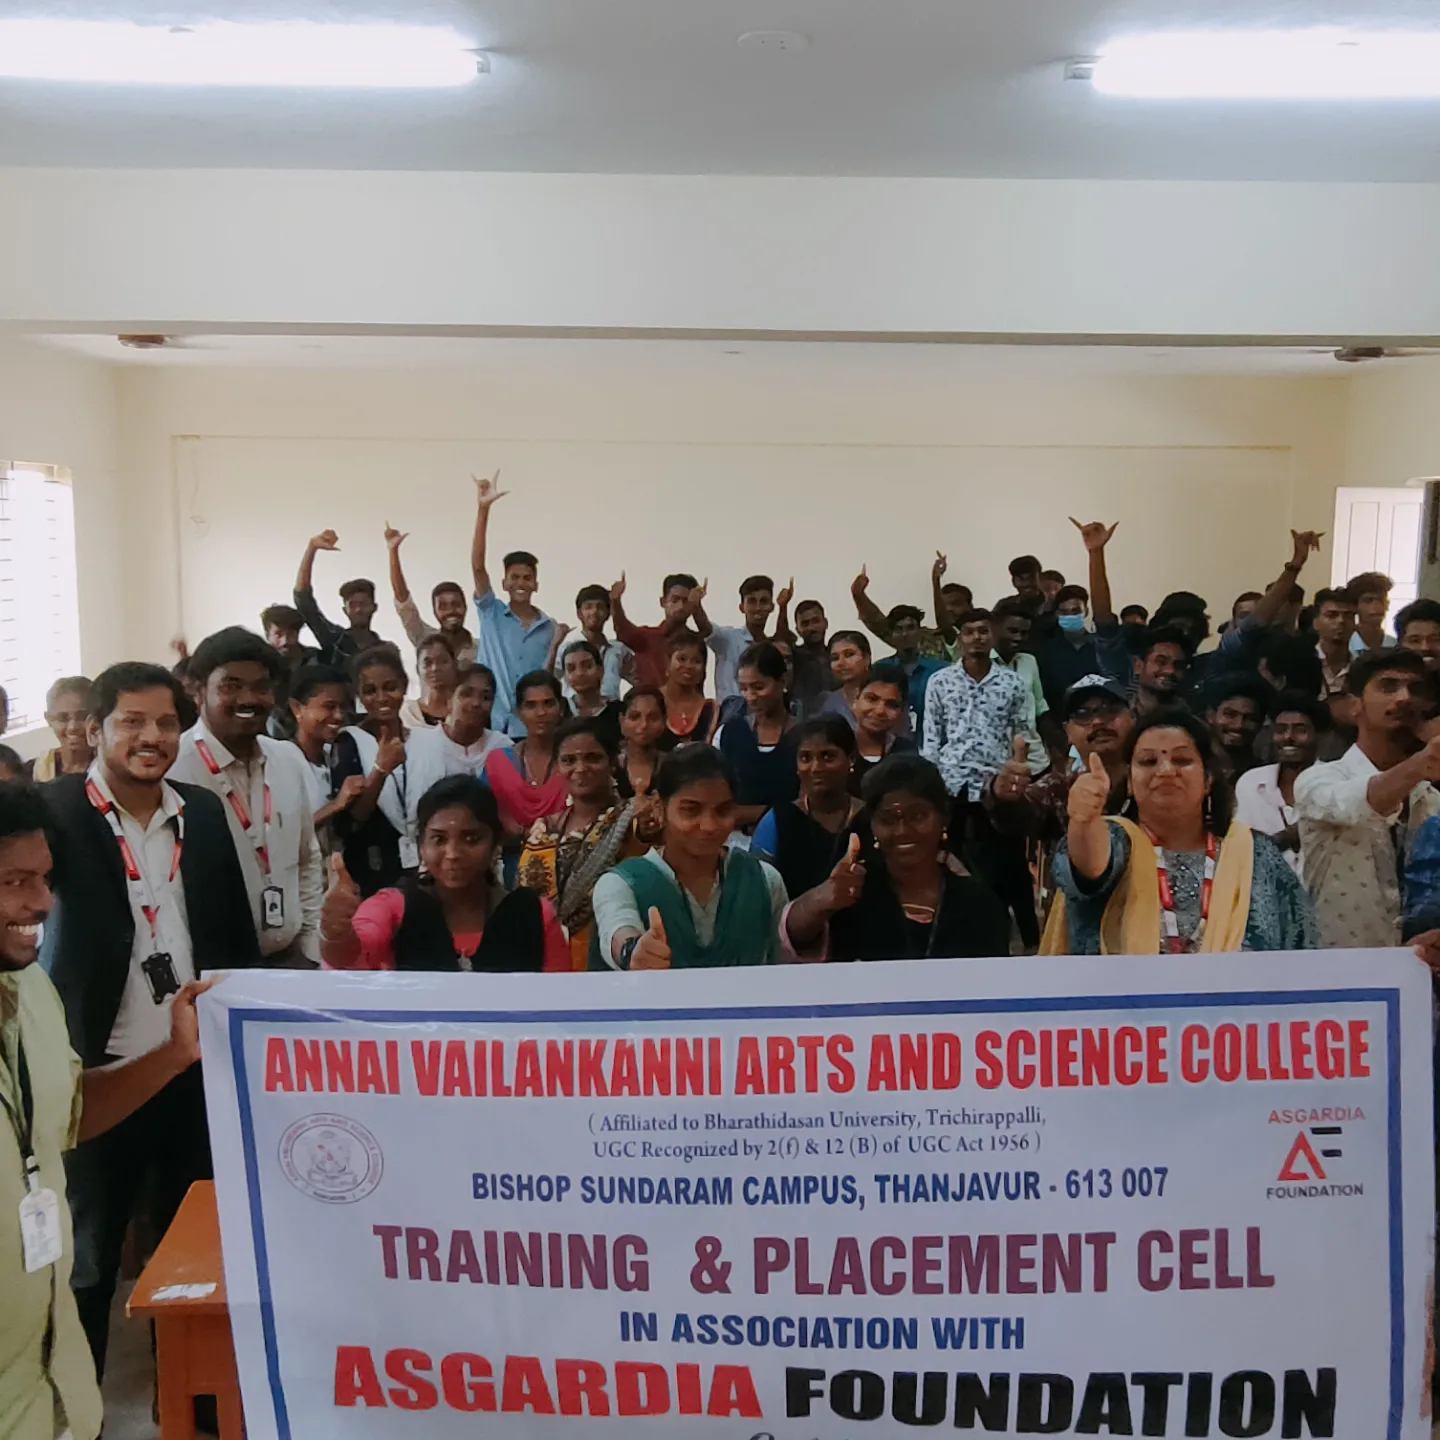 ANNAI VAILANKANNI ARTS AND SCIENCE COLLEGE
( Affiliated to Bharathidasan University, Trichirappalli,
UGC Recognized by 2(f) & 12 (B) of UGC Act 1956 )
BISHOP SUNDARAM CAMPUS, THANJAVUR - 613 007
ASGARDIA
AF
FOUNDATION
TRAINING & PLACEMENT CELL
IN ASSOCIATION WITH
ASGARDIA FOUNDATION